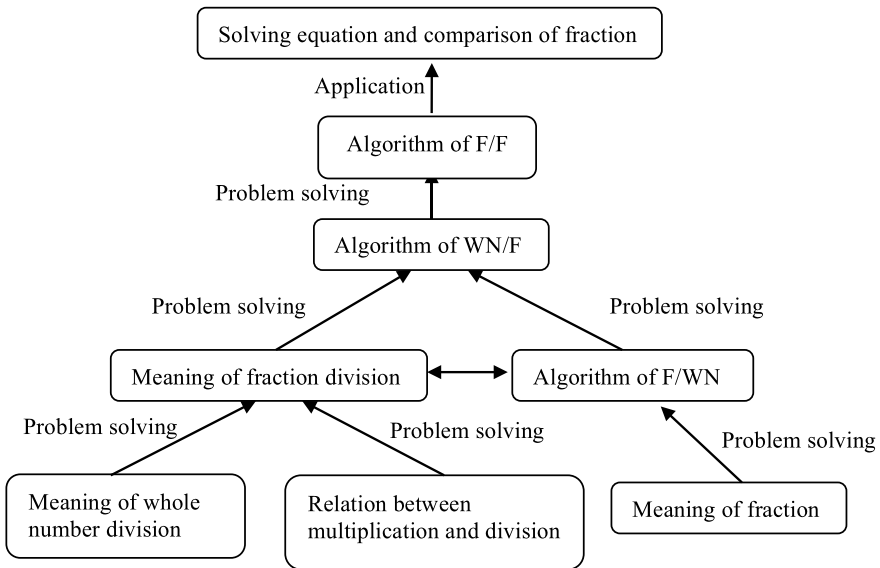 Solving equation and comparison of fraction
Application
Algorithm of F/F
Problem solving
Algorithm of WN/F
Problem solving
Problem solving
Meaning of fraction division
Algorithm of F/WN
Problem solving
Problem solving
Problem solving
Meaning of whole
number division
Relation between
multiplication and division
Meaning of fraction